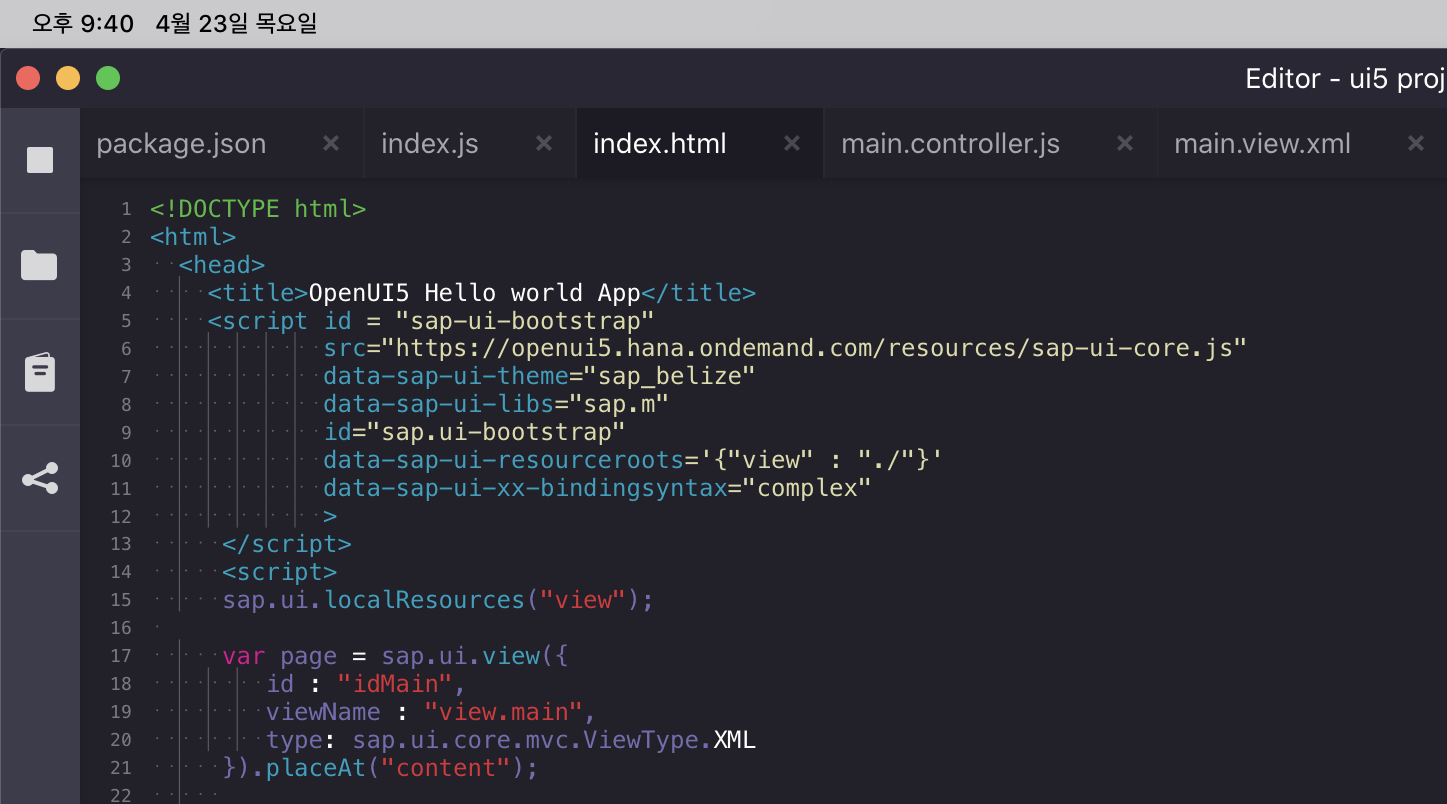 오후 9:40 4월 23일 목요일
Editor - ui5 proj
package.json × index.js × index.html × main.controller.js × main.view.xml ×
1 <!DOCTYPE html>
2 <html>
3 <head>
4 <title>OpenUI5 Hello world App</title>
5 <script id = "sap-ui-bootstrap"
6 src="https://openui5.hana.ondemand.com/resources/sap-ui-core.js"
7 data-sap-ui-theme="sap_belize"
8 data-sap-ui-libs="sap.m"
9 id="sap.ui-bootstrap"
10 data-sap-ui-resourceroots='{"view" : "./"}'
11 data-sap-ui-xx-bindingsyntax="complex"
12 >
13 </script>
14 <script>
15 sap.ui.localResources("view");
16
17 var page = sap.ui.view({
18 id : "idMain",
19 viewName : "view.main",
20 type: sap.ui.core.mvc.ViewType.XML
21 }).placeAt("content");
22